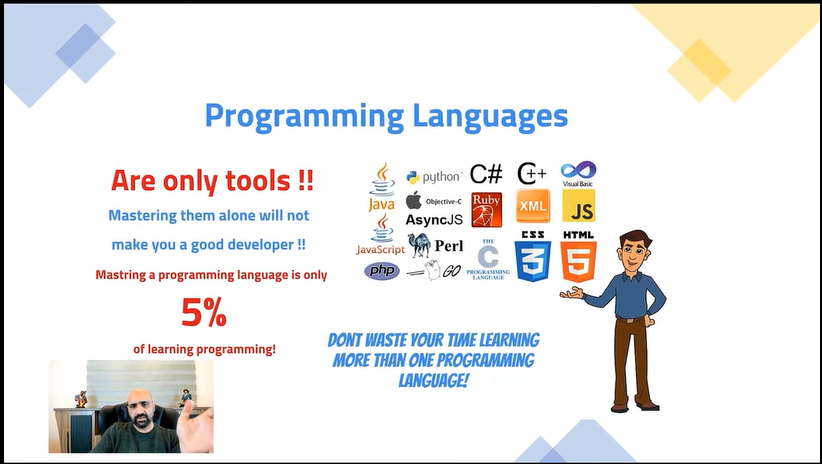 Programming Languages
Are only tools !!
Mastering them alone will not
make you a good developer !!
Mastring a programming language is only
5%
of learning programming!
Java
python
C#
C++
Visual Basic
Objective-C
AsyncJS
Ruby
XML
JS
JavaScript
Perl
THE
C
PROGRAMMING
LANGUAGE
CSS
3
HTML
5
php
GO
DONT WASTE YOUR TIME LEARNING
MORE THAN ONE PROGRAMMING
LANGUAGE!